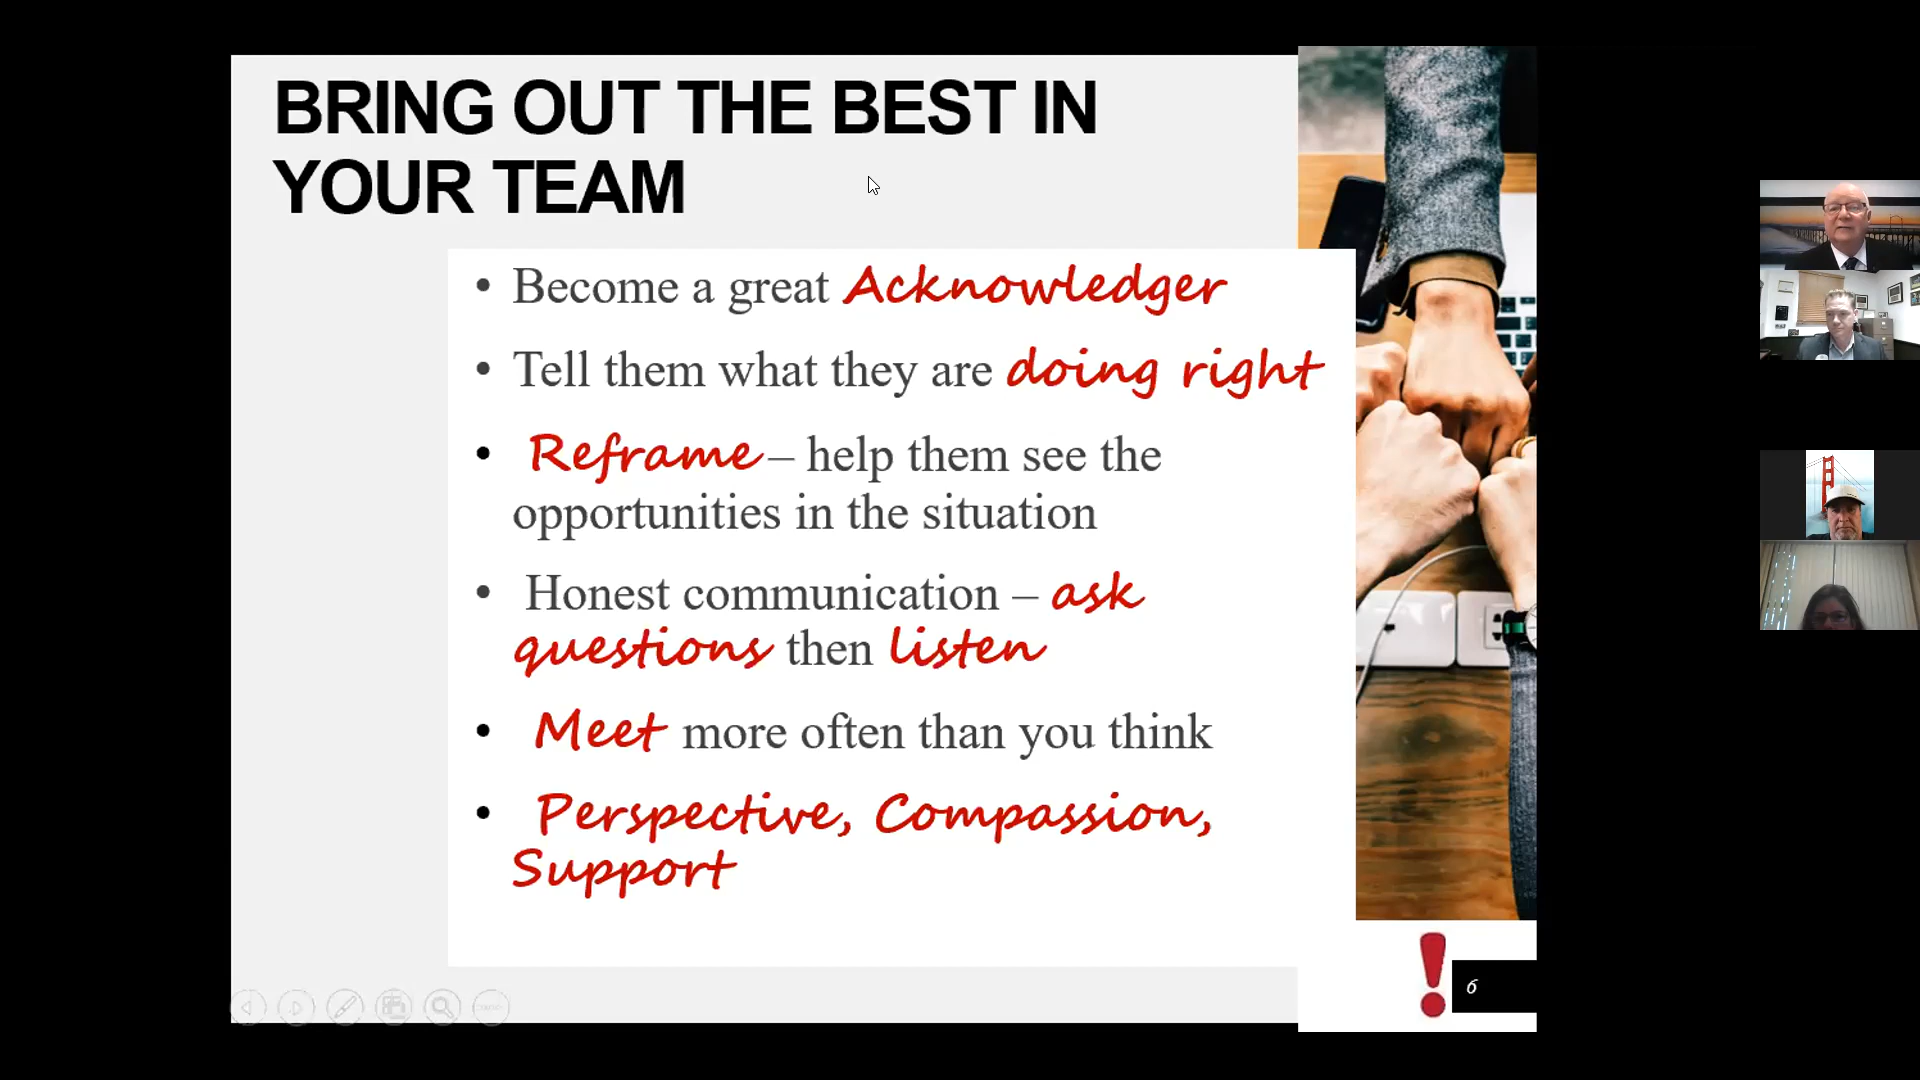 BRING OUT THE BEST IN
YOUR TEAM
• Become a great Acknowledger
• Tell them what they are doing right
• Reframe – help them see the
opportunities in the situation
• Honest communication – ask
questions then listen
• Meet more often than you think
• Perspective, Compassion,
Support
6